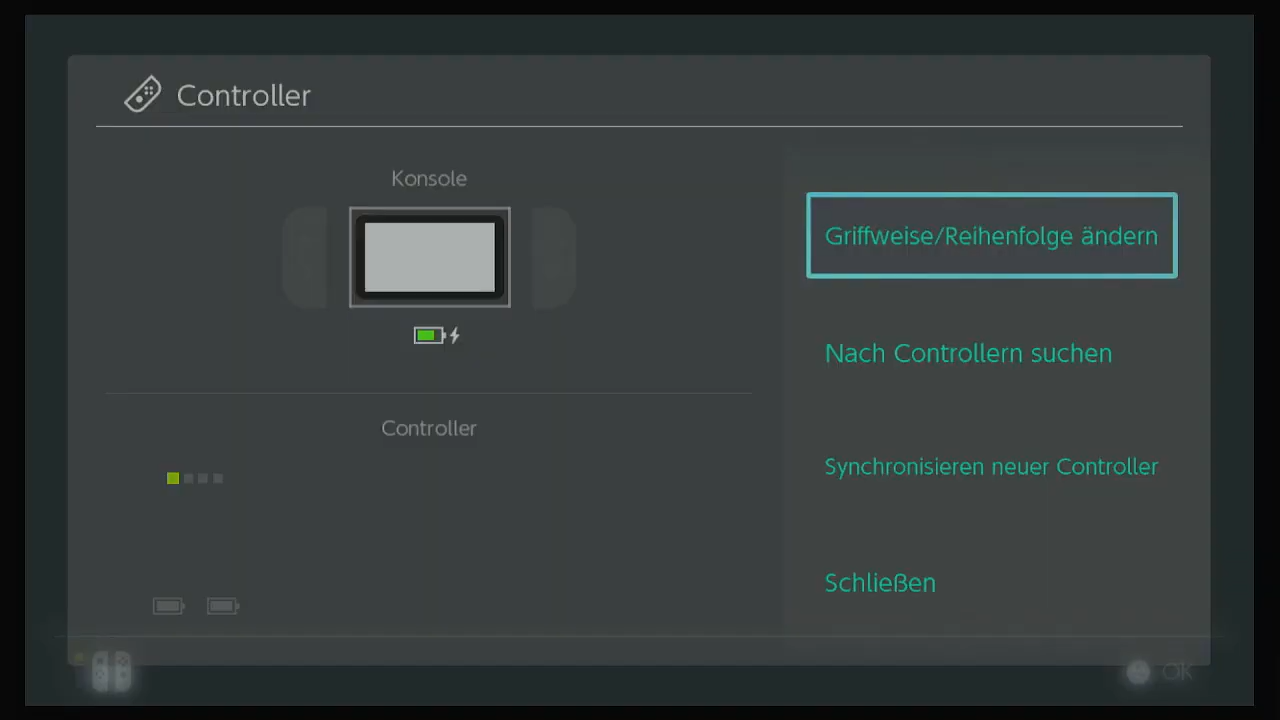 Controller
Konsole
Griffweise/Reihenfolge ändern
Nach Controllern suchen
Controller
Synchronisieren neuer Controller
Schließen
OK